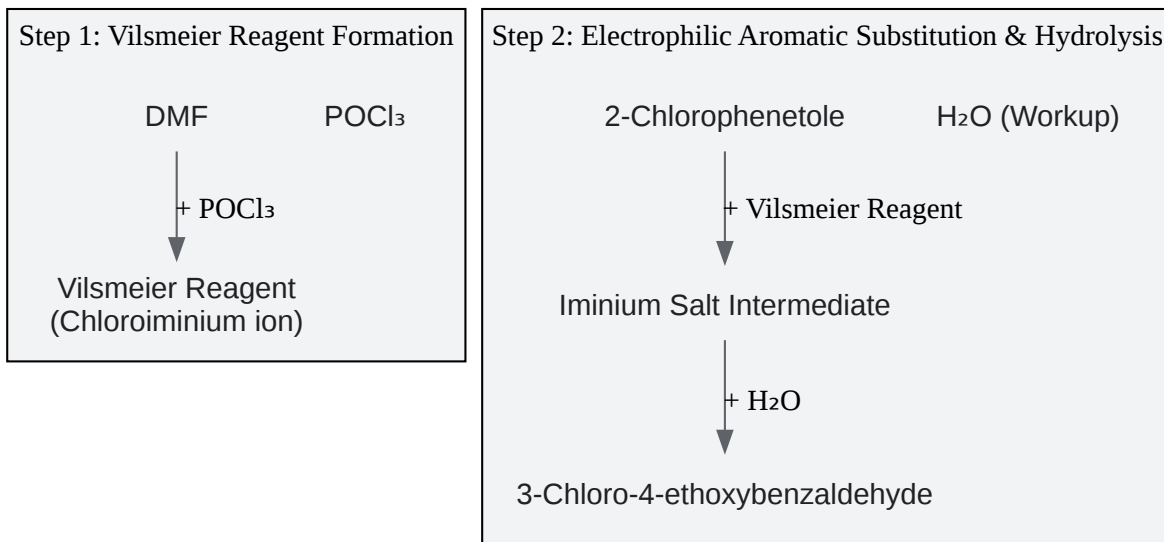 Step 1: Vilsmeier Reagent Formation
DMF
POCl₃
+ POCl₃
Vilsmeier Reagent
(Chloroiminium ion)
Step 2: Electrophilic Aromatic Substitution & Hydrolysis
2-Chlorophenetole
H₂O (Workup)
+ Vilsmeier Reagent
Iminium Salt Intermediate
+ H₂O
3-Chloro-4-ethoxybenzaldehyde